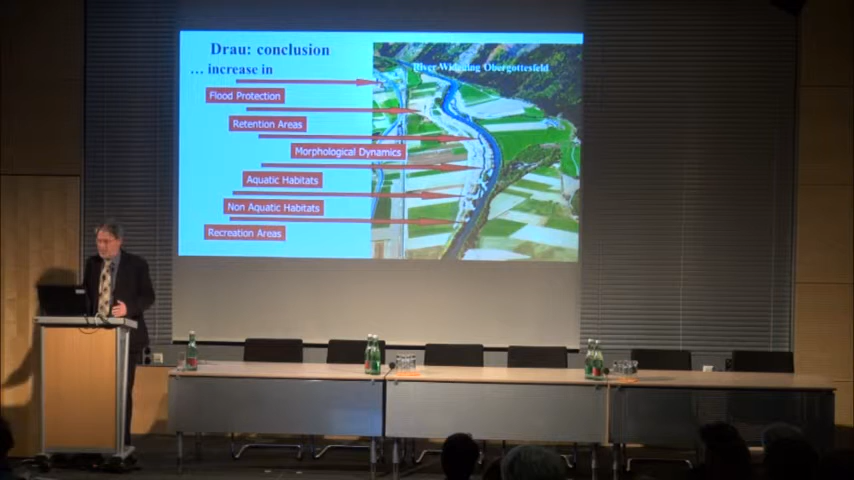 Drau: conclusion
... increase in
River Widening Obergottesfeld
Flood Protection
Retention Areas
Morphological Dynamics
Aquatic Habitats
Non Aquatic Habitats
Recreation Areas